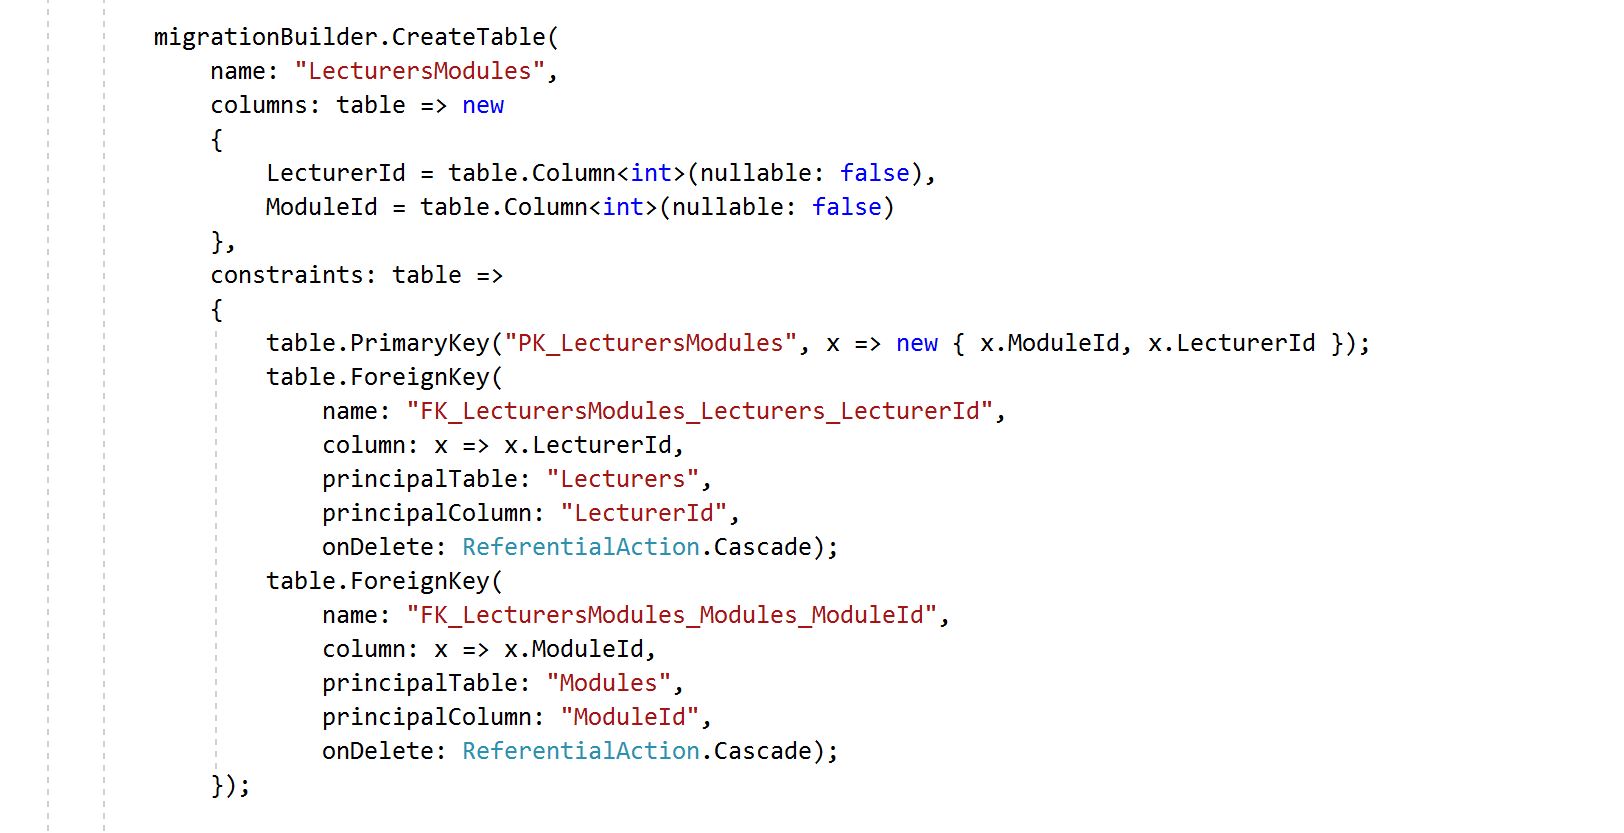 migrationBuilder.CreateTable(
name: "LecturersModules",
columns: table => new
{
LecturerId = table.Column<int>(nullable: false),
ModuleId = table.Column<int>(nullable: false)
},
constraints: table =>
{
table.PrimaryKey("PK_LecturersModules", x => new { x.ModuleId, x.LecturerId });
table.ForeignKey(
name: "FK_LecturersModules_Lecturers_LecturerId",
column: x => x.LecturerId,
principalTable: "Lecturers",
principalColumn: "LecturerId",
onDelete: ReferentialAction.Cascade);
table.ForeignKey(
name: "FK_LecturersModules_Modules_ModuleId",
column: x => x.ModuleId,
principalTable: "Modules",
principalColumn: "ModuleId",
onDelete: ReferentialAction.Cascade);
});